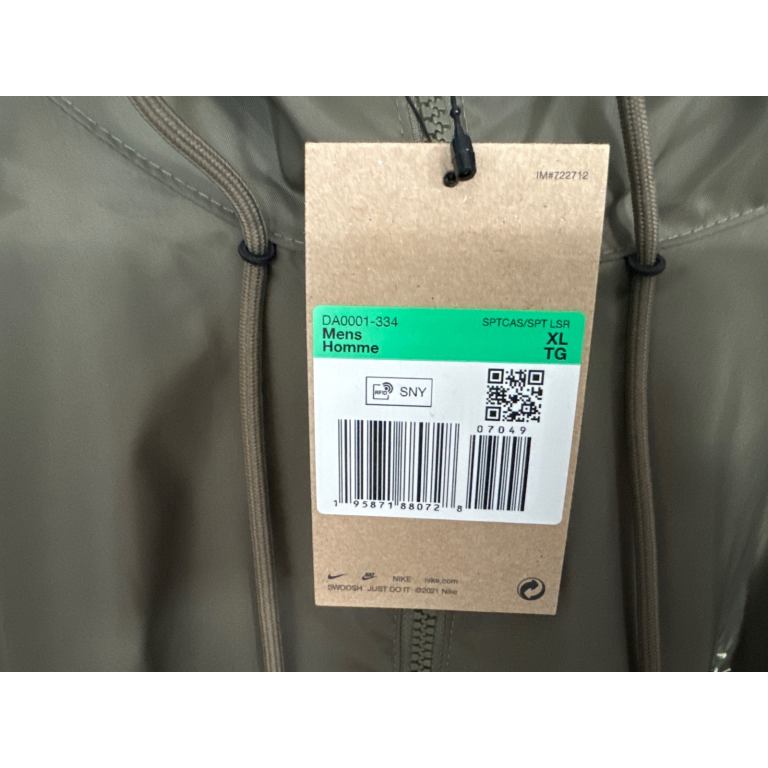 IM#722712
DA0001-334 SPTCAS/SPT LSR
Mens XL
Homme TG
RFID SNY
07049
1 95871 88072 8
NIKE nike.com
SWOOSH JUST DO IT ©2021 Nike